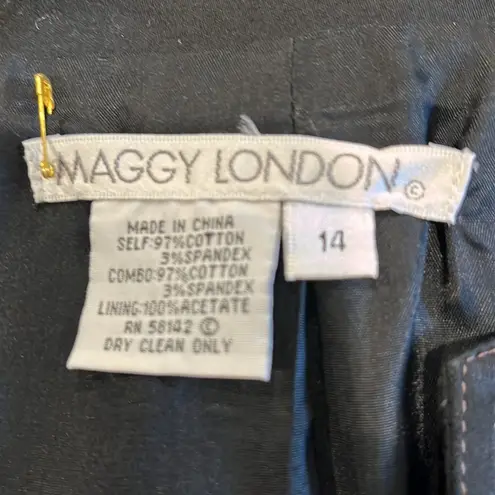 MAGGY LONDON ©
MADE IN CHINA
SELF:97%COTTON
3%SPANDEX
COMBO:97%COTTON
3%SPANDEX
LINING:100%ACETATE
RN 58142 ©
DRY CLEAN ONLY
14